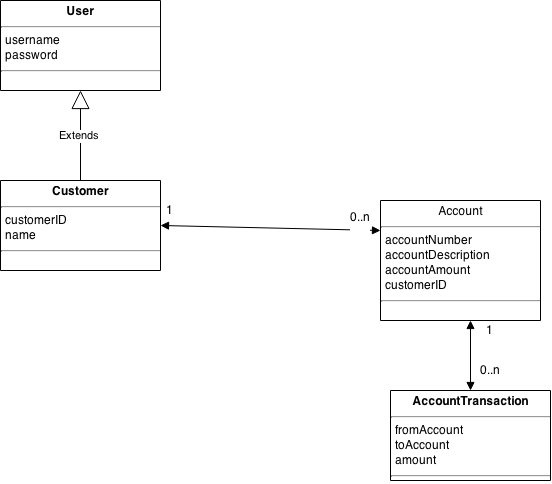 User
username
password
Extends
Customer
customerID
name
1
0..n
Account
accountNumber
accountDescription
accountAmount
customerID
1
0..n
AccountTransaction
fromAccount
toAccount
amount